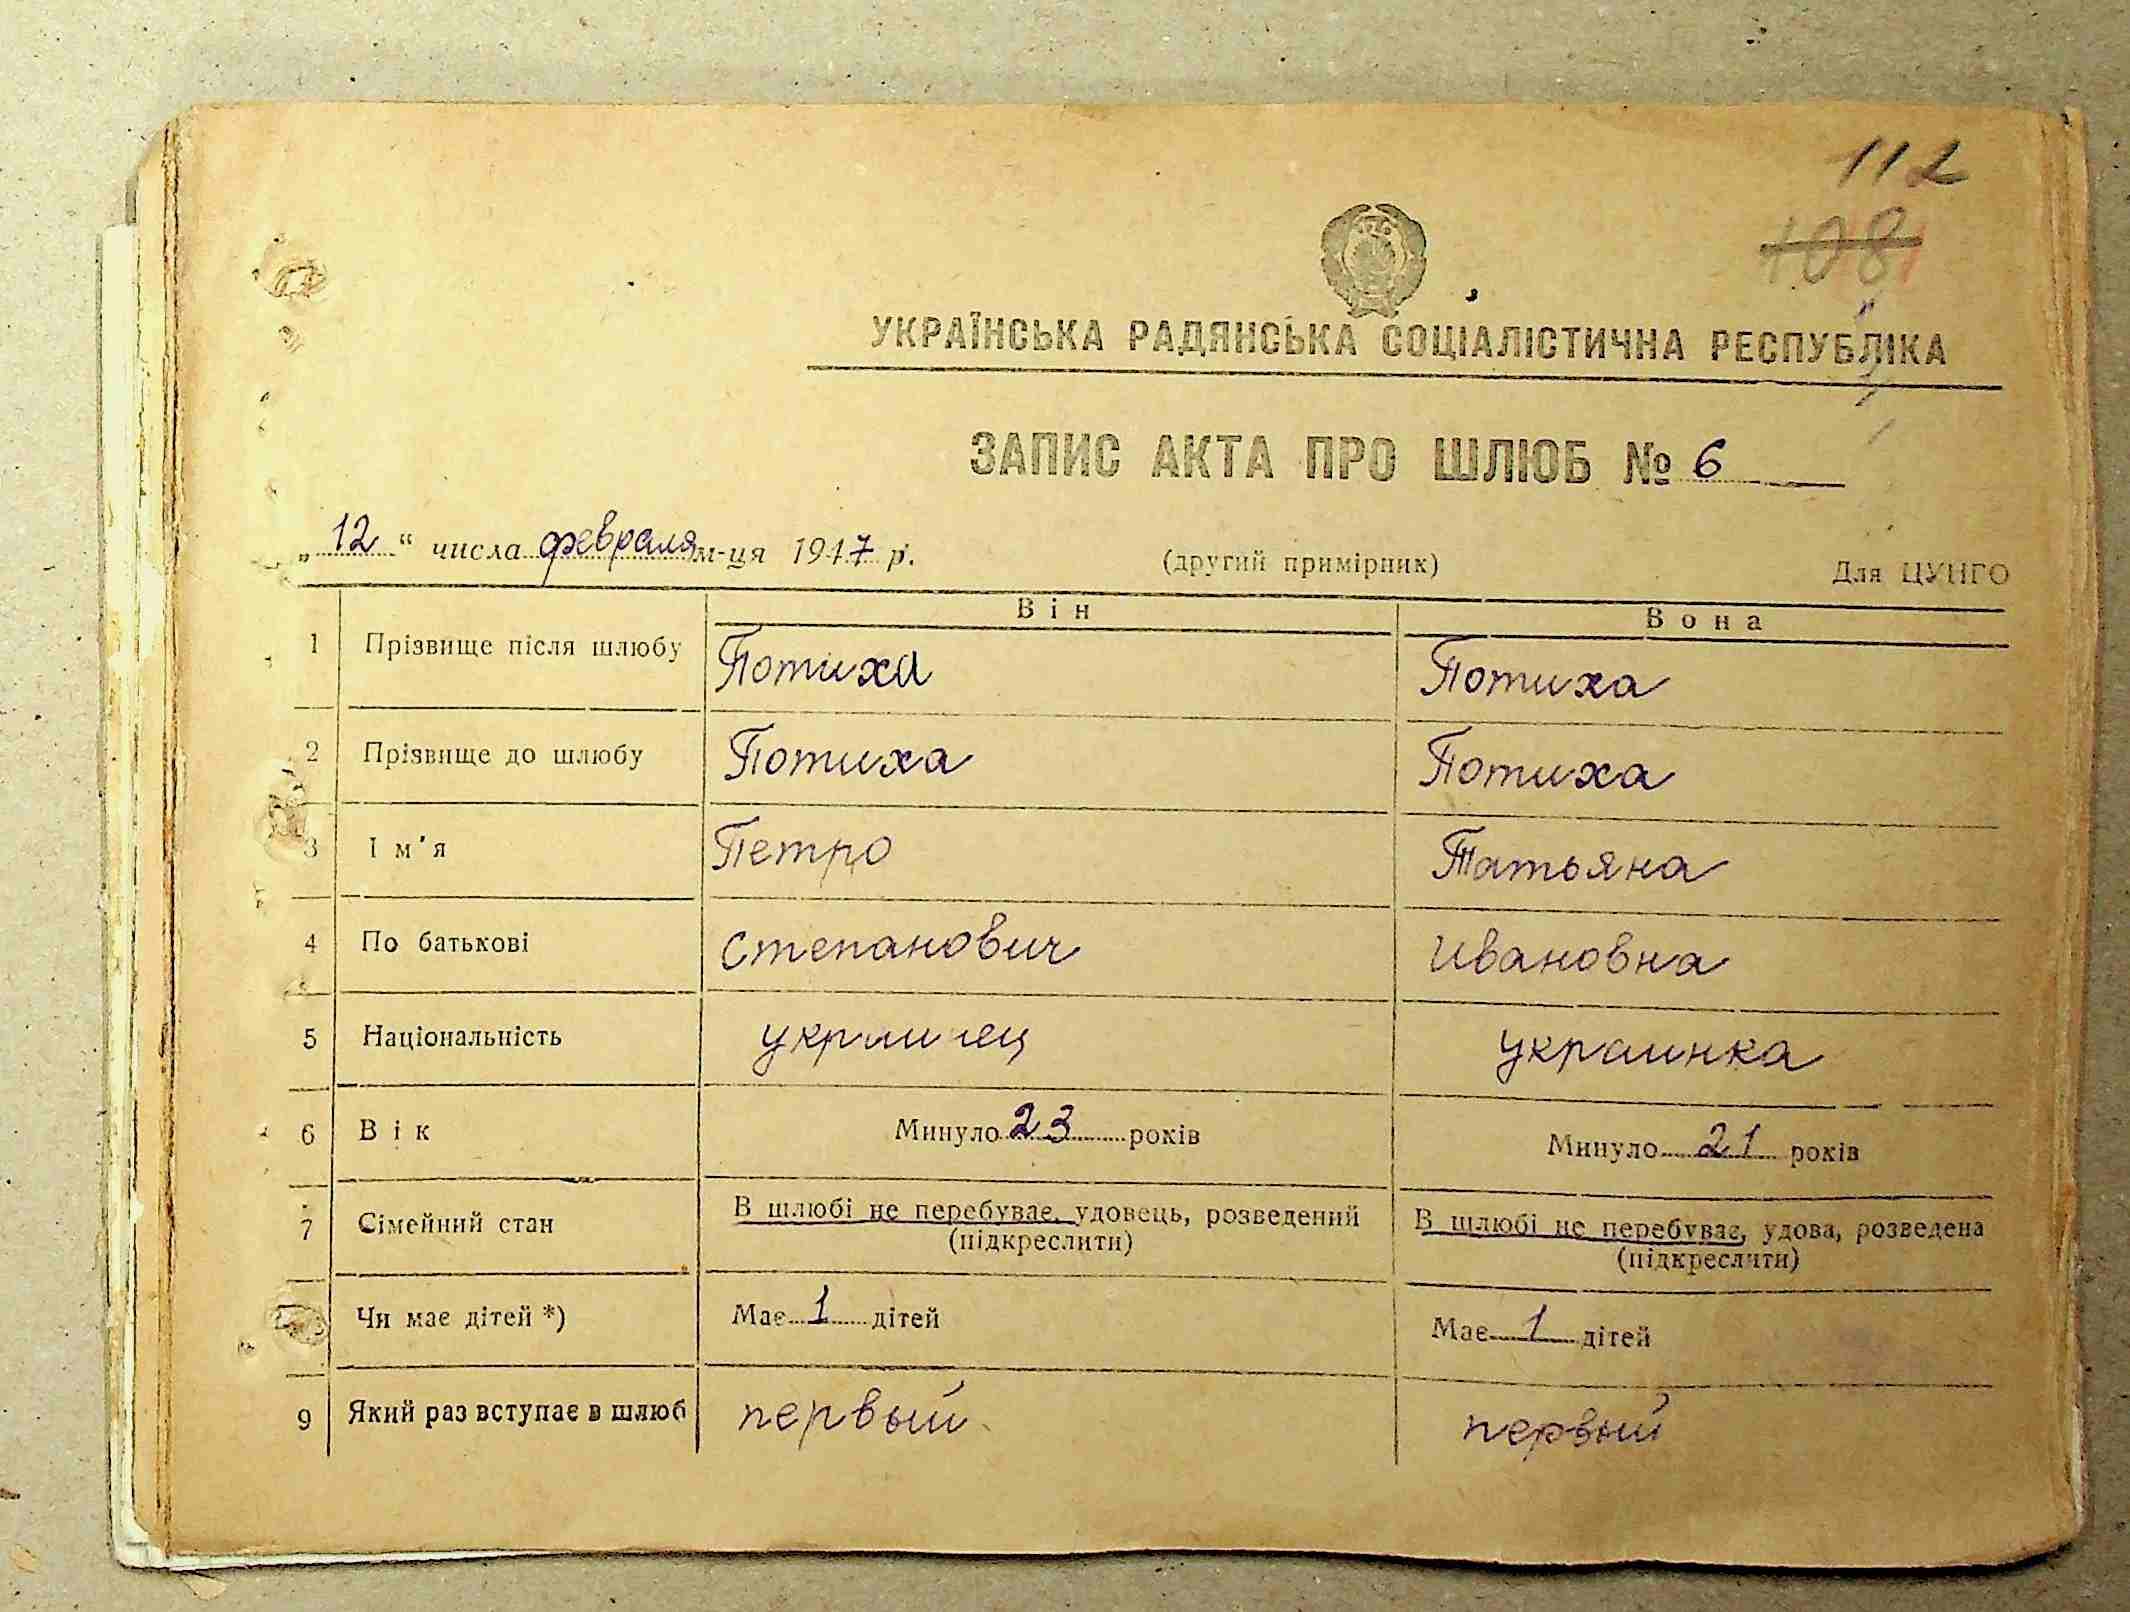 112
108
УКРАЇНСЬКА РАДЯНСЬКА СОЦІАЛІСТИЧНА РЕСПУБЛІКА
ЗАПИС АКТА ПРО ШЛЮБ № 6
„12“ числа февраля м-ця 1947 р. (другий примірник) Для ЦУНГО
Він Вона
1 Прізвище після шлюбу Потиха Потиха
2 Прізвище до шлюбу Потиха Потиха
3 Ім'я Петро Татьяна
4 По батькові Степанович Ивановна
5 Національність украинец украинка
6 Вік Минуло 23 років Минуло 21 років
7 Сімейний стан В шлюбі не перебуває, удовець, розведений В шлюбі не перебуває, удова, розведена
(підкреслити) (підкреслити)
Чи має дітей *) Має 1 дітей Має 1 дітей
9 Який раз вступає в шлюб первый первый